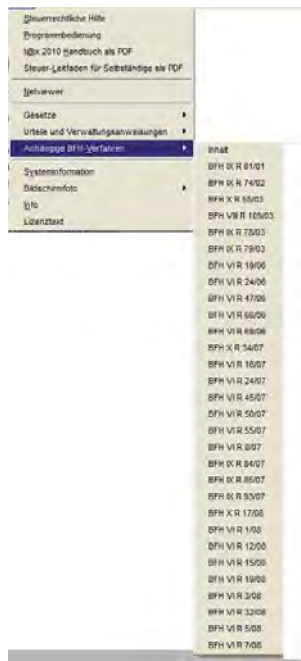 Steuerrechtliche Hilfe
Programmbedienung
t@x 2010 Handbuch als PDF
Steuer-Leitfaden für Selbständige als PDF
Netviewer
Gesetze
Urteile und Verwaltungsanweisungen
Anhängige BFH-Verfahren
Systeminformation
Bildschirmfoto
Info
Lizenztext
Inhalt
BFH IX R 81/01
BFH IX R 74/02
BFH X R 55/03
BFH VIII R 105/03
BFH IX R 78/03
BFH IX R 79/03
BFH VI R 19/06
BFH VI R 24/06
BFH VI R 47/06
BFH VI R 66/06
BFH VI R 69/06
BFH X R 34/07
BFH VI R 16/07
BFH VI R 24/07
BFH VI R 45/07
BFH VI R 50/07
BFH VI R 55/07
BFH VI R 8/07
BFH IX R 84/07
BFH IX R 85/07
BFH IX R 93/07
BFH X R 17/08
BFH VI R 1/08
BFH VI R 12/08
BFH VI R 15/08
BFH VI R 19/08
BFH VI R 3/08
BFH VI R 32/08
BFH VI R 5/08
BFH VI R 7/08